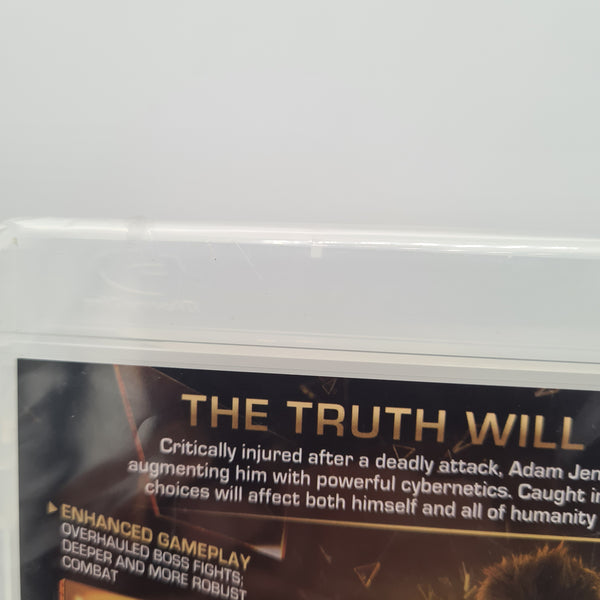 THE TRUTH WILL
Critically injured after a deadly attack, Adam Jen
augmenting him with powerful cybernetics. Caught in
choices will affect both himself and all of humanity
ENHANCED GAMEPLAY
OVERHAULED BOSS FIGHTS;
DEEPER AND MORE ROBUST
COMBAT